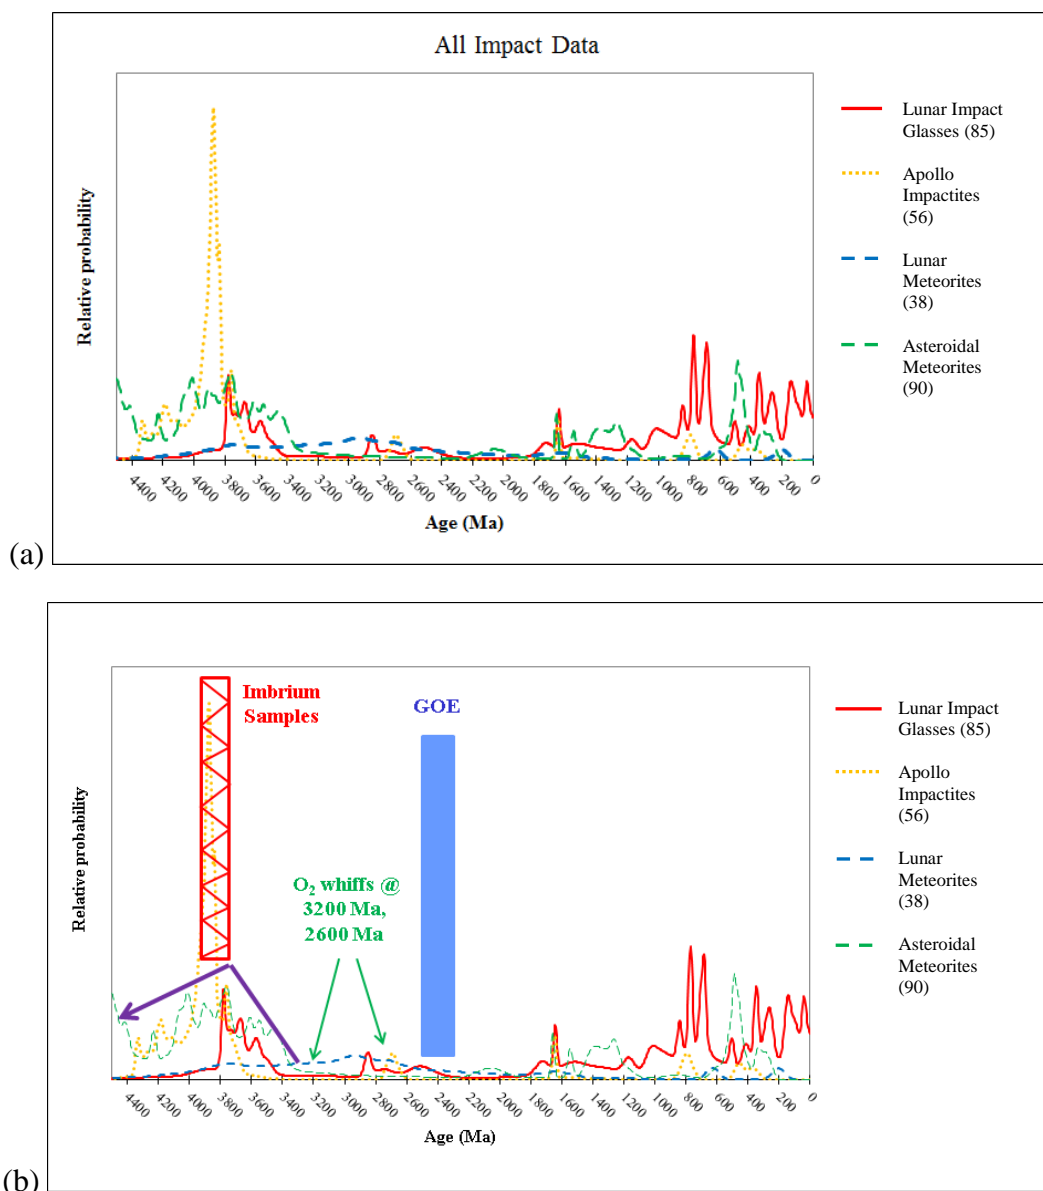 All Impact Data
Relative probability
Lunar Impact
Glasses (85)
Apollo
Impactites
(56)
Lunar
Meteorites
(38)
Asteroidal
Meteorites
(90)
4400 4200 4000 3800 3600 3400 3200 3000 2800 2600 2400 2200 2000 1800 1600 1400 1200 1000 800 600 400 200 0
Age (Ma)
(a)
Imbrium
Samples
GOE
O₂ whiffs @
3200 Ma,
2600 Ma
Relative probability
Lunar Impact
Glasses (85)
Apollo
Impactites
(56)
Lunar
Meteorites
(38)
Asteroidal
Meteorites
(90)
4400 4200 4000 3800 3600 3400 3200 3000 2800 2600 2400 2200 2000 1800 1600 1400 1200 1000 800 600 400 200 0
Age (Ma)
(b)